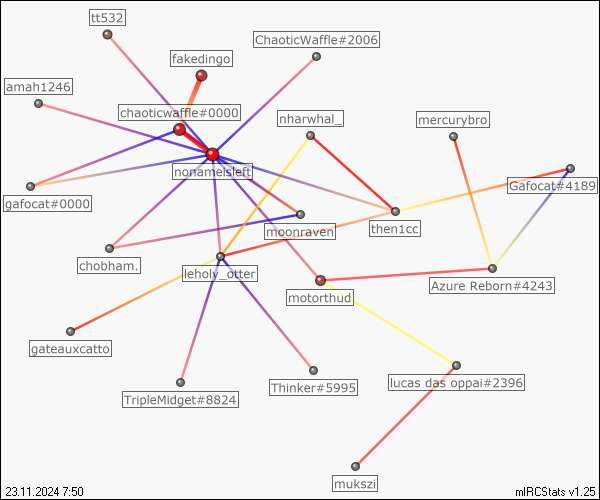 tt532
ChaoticWaffle#2006
fakedingo
amah1246
chaoticwaffle#0000
nharwhal_
mercurybro
nonameisleft
Gafocat#4189
gafocat#0000
moonraven
then1cc
chobham.
leholy_otter
motorthud
Azure Reborn#4243
gateauxcatto
lucas das oppai#2396
TripleMidget#8824
Thinker#5995
mukszi
23.11.2024 7:50
mIRCStats v1.25